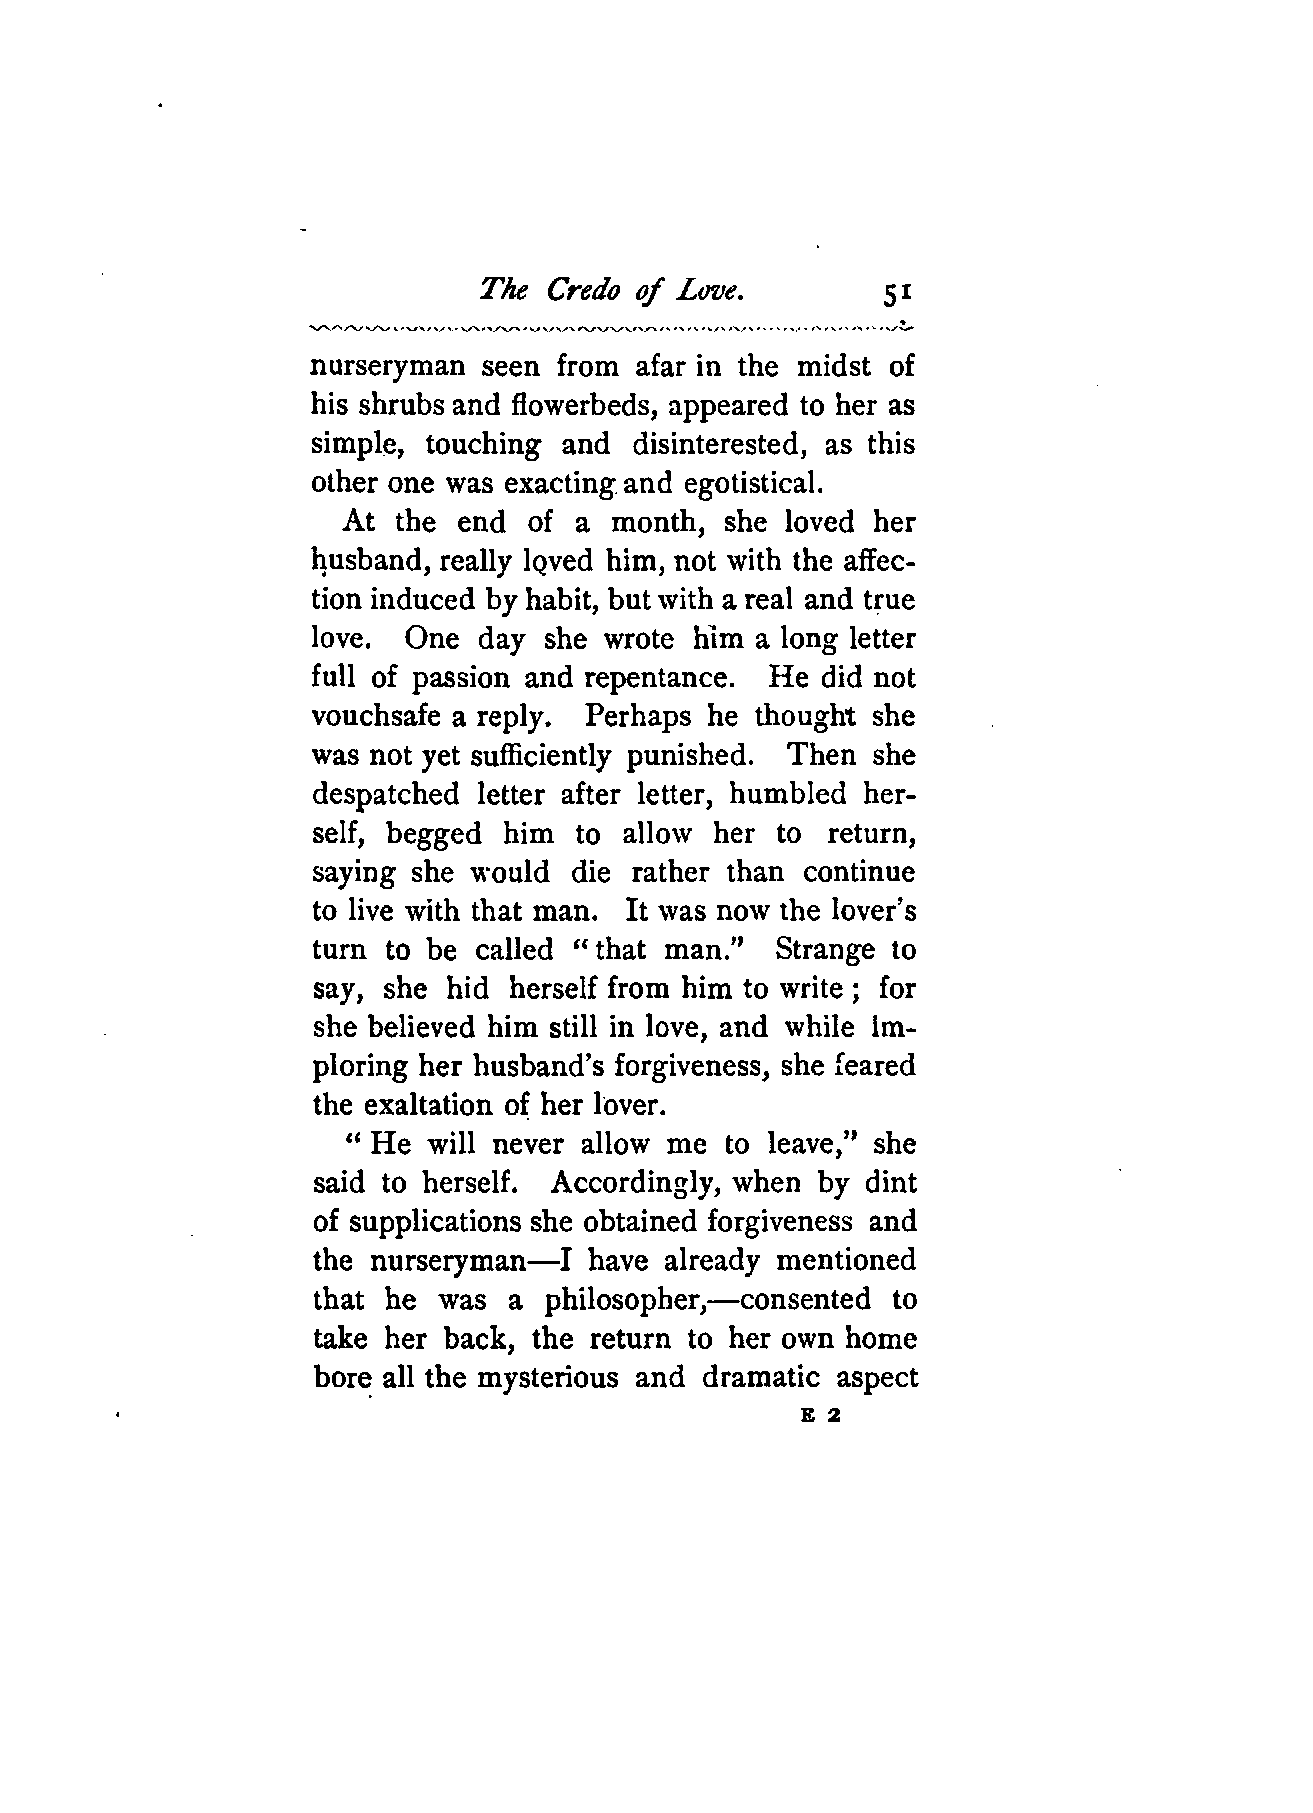 The Credo of Love. 51
nurseryman seen from afar in the midst of
his shrubs and flowerbeds, appeared to her as
simple, touching and disinterested, as this
other one was exacting and egotistical.
At the end of a month, she loved her
husband, really loved him, not with the affec-
tion induced by habit, but with a real and true
love. One day she wrote him a long letter
full of passion and repentance. He did not
vouchsafe a reply. Perhaps he thought she
was not yet sufficiently punished. Then she
despatched letter after letter, humbled her-
self, begged him to allow her to return,
saying she would die rather than continue
to live with that man. It was now the lover's
turn to be called "that man." Strange to
say, she hid herself from him to write; for
she believed him still in love, and while im-
ploring her husband's forgiveness, she feared
the exaltation of her lover.
"He will never allow me to leave," she
said to herself. Accordingly, when by dint
of supplications she obtained forgiveness and
the nurseryman—I have already mentioned
that he was a philosopher,—consented to
take her back, the return to her own home
bore all the mysterious and dramatic aspect
E 2